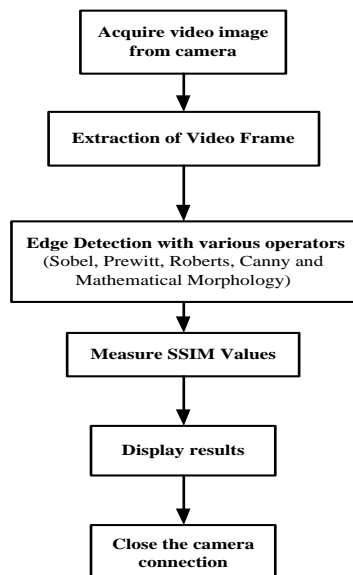 Acquire video image
from camera
Extraction of Video Frame
Edge Detection with various operators
(Sobel, Prewitt, Roberts, Canny and
Mathematical Morphology)
Measure SSIM Values
Display results
Close the camera
connection